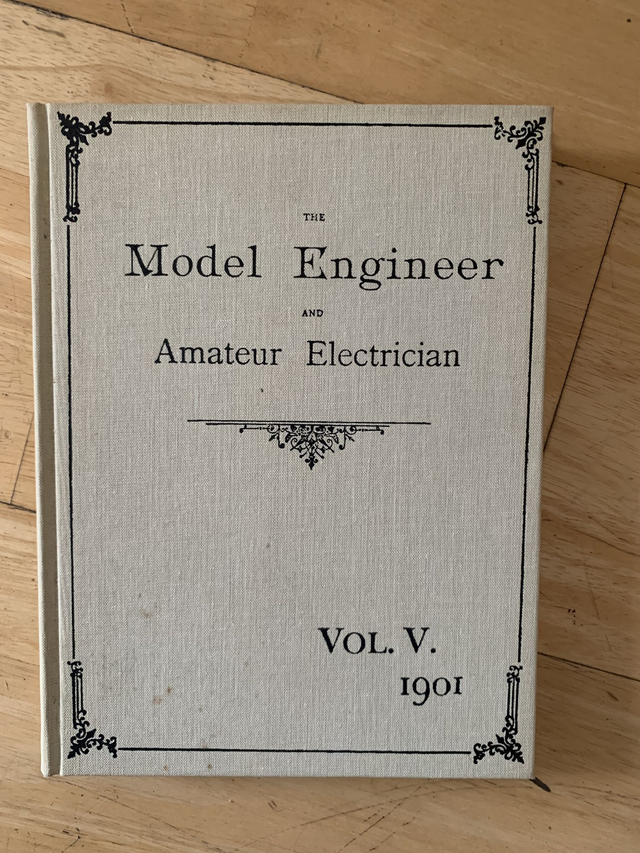 THE
Model Engineer
AND
Amateur Electrician
VOL. V.
1901